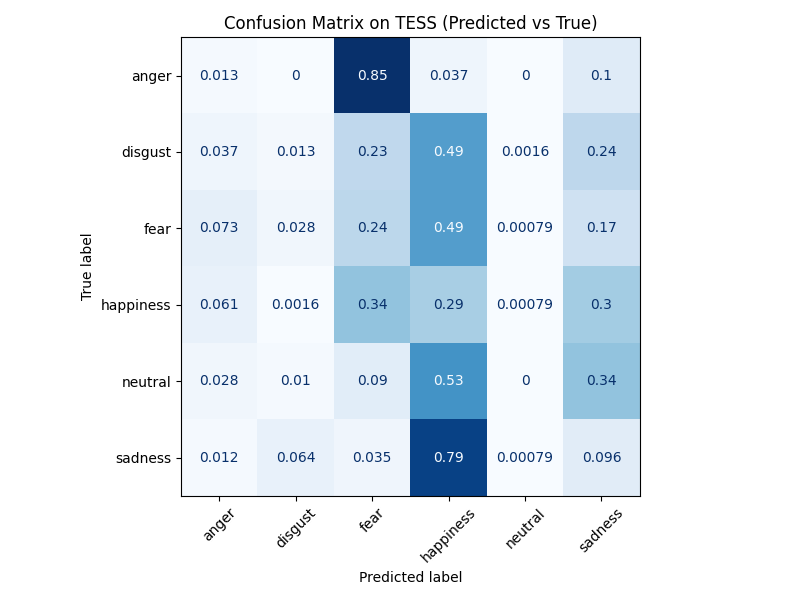 Confusion Matrix on TESS (Predicted vs True)
True label
anger 0.013 0 0.85 0.037 0 0.1
disgust 0.037 0.013 0.23 0.49 0.0016 0.24
fear 0.073 0.028 0.24 0.49 0.00079 0.17
happiness 0.061 0.0016 0.34 0.29 0.00079 0.3
neutral 0.028 0.01 0.09 0.53 0 0.34
sadness 0.012 0.064 0.035 0.79 0.00079 0.096
anger disgust fear happiness neutral sadness
Predicted label